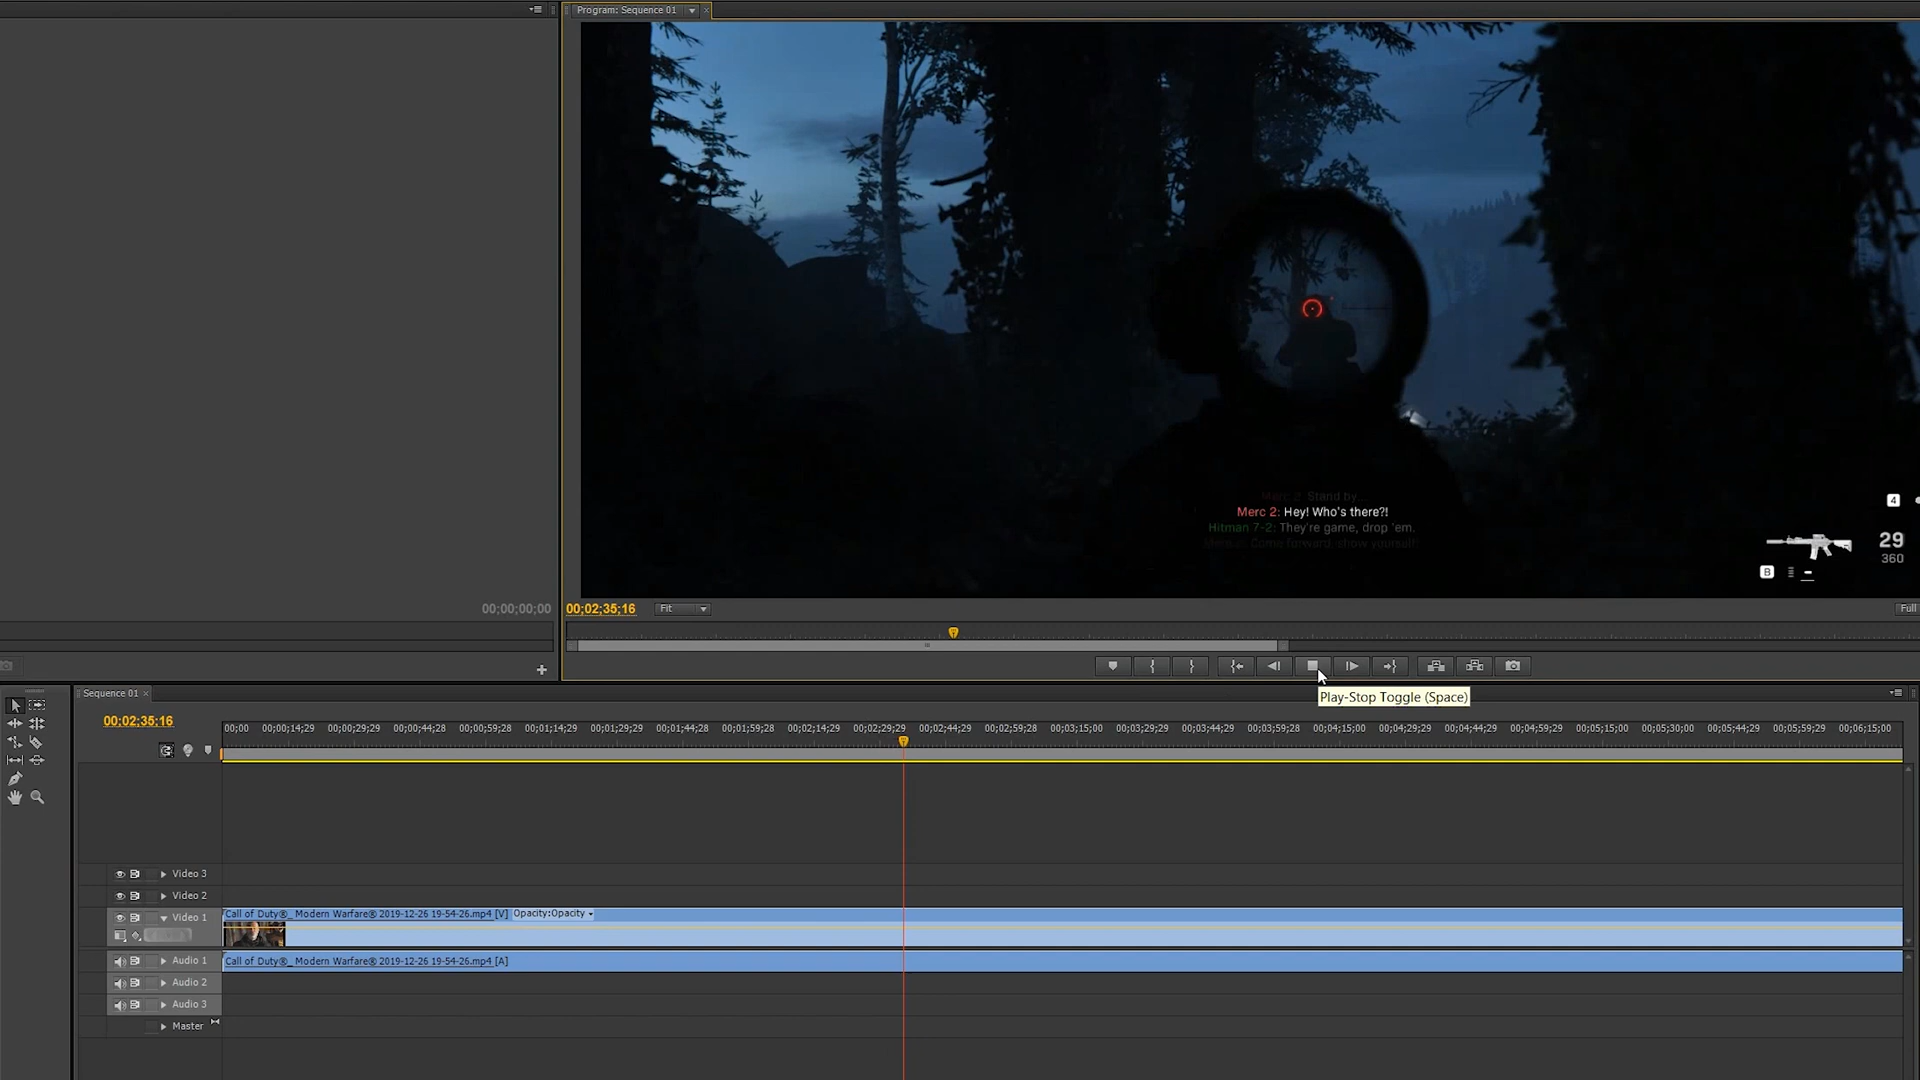 Program: Sequence 01
Merc 2: Stand by...
Merc 2: Hey! Who's there?!
Hitman 7-2: They're game, drop 'em.
Come forward, show yourself!
4
29
360
B
00;00;00;00
00;02;35;16
Fit
Full
Play-Stop Toggle (Space)
Sequence 01
00;02;35;16
00;00 00;00;14;29 00;00;29;29 00;00;44;28 00;00;59;28 00;01;14;29 00;01;29;29 00;01;44;28 00;01;59;28 00;02;14;29 00;02;29;29 00;02;44;29 00;02;59;28 00;03;15;00 00;03;29;29 00;03;44;29 00;03;59;28 00;04;15;00 00;04;29;29 00;04;44;29 00;04;59;29 00;05;15;00 00;05;30;00 00;05;44;29 00;05;59;29 00;06;15;00
Video 3
Video 2
Video 1
Call of Duty®_ Modern Warfare® 2019-12-26 19-54-26.mp4 [V] Opacity:Opacity
Audio 1
Call of Duty®_ Modern Warfare® 2019-12-26 19-54-26.mp4 [A]
Audio 2
Audio 3
Master